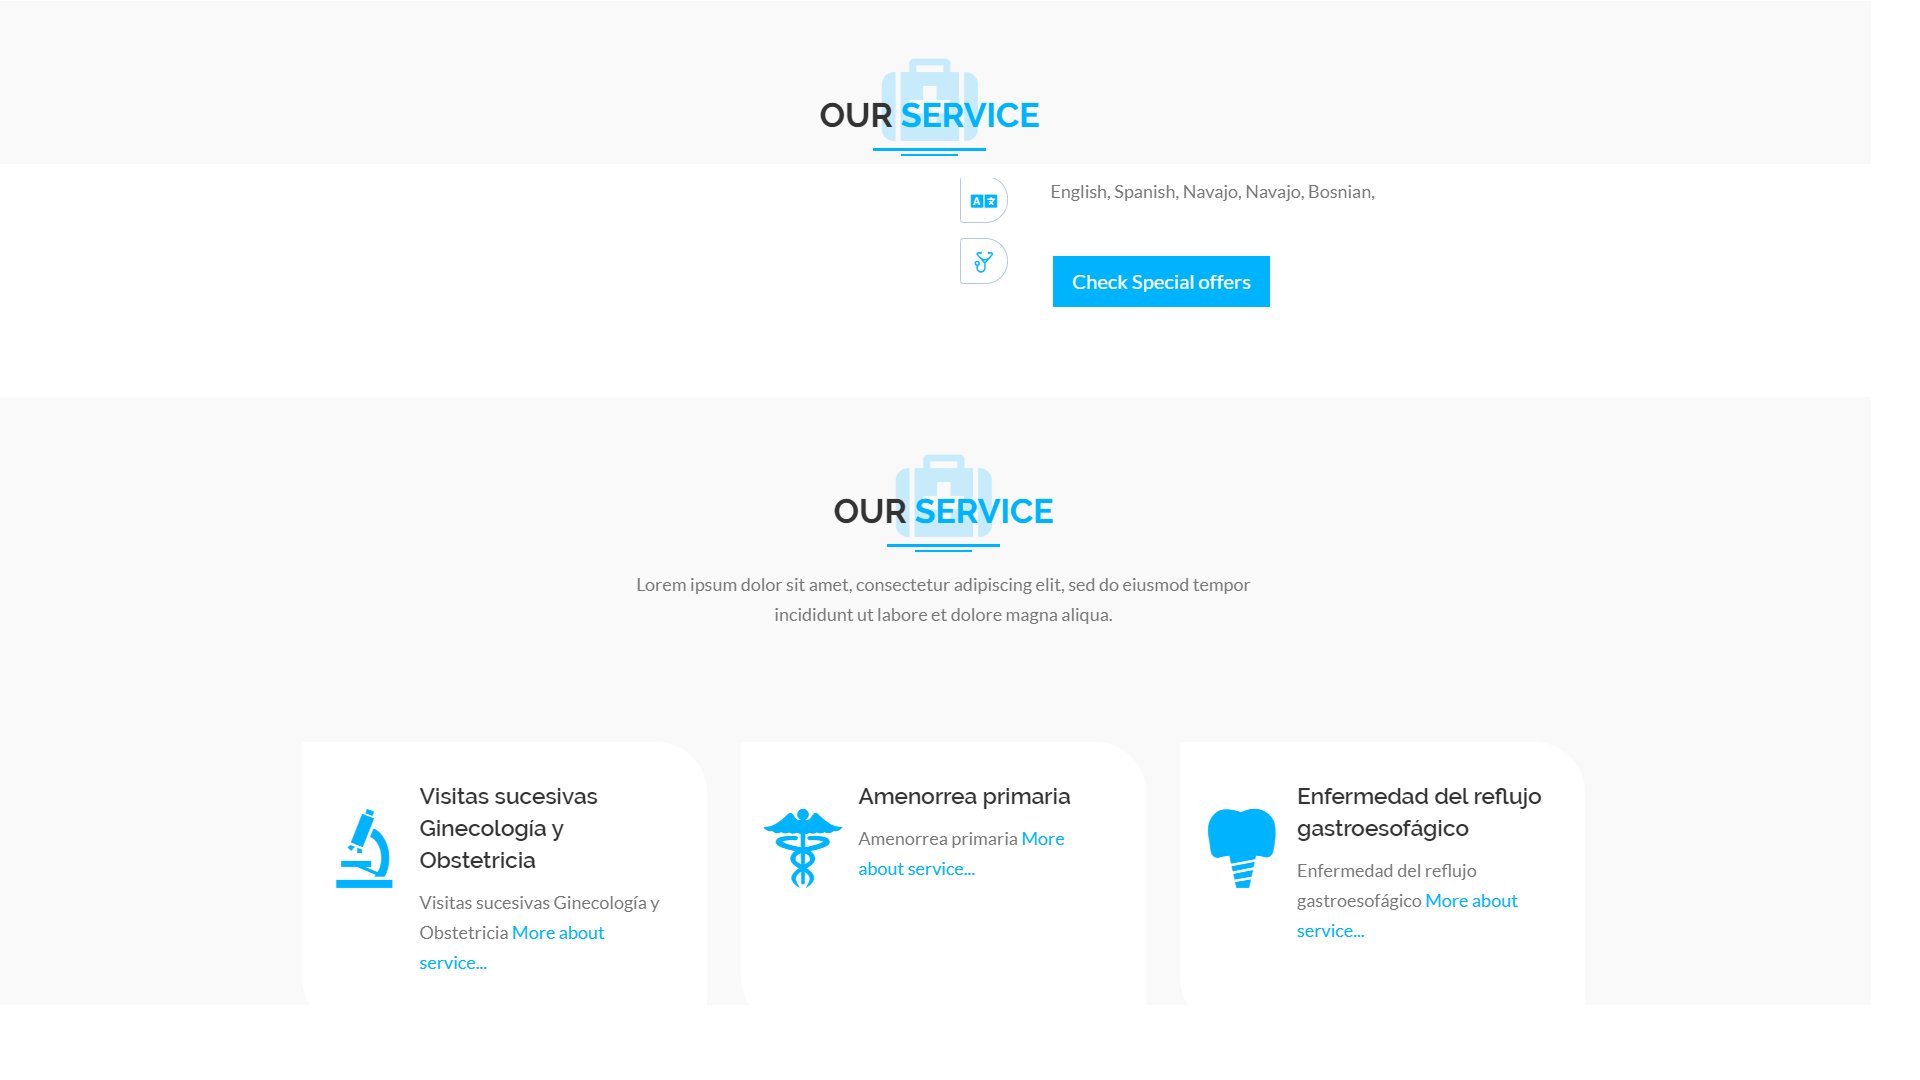 OUR SERVICE
English, Spanish, Navajo, Navajo, Bosnian,
Check Special offers
OUR SERVICE
Lorem ipsum dolor sit amet, consectetur adipiscing elit, sed do eiusmod tempor
incididunt ut labore et dolore magna aliqua.
Visitas sucesivas
Ginecología y
Obstetricia
Visitas sucesivas Ginecología y
Obstetricia More about
service...
Amenorrea primaria
Amenorrea primaria More
about service...
Enfermedad del reflujo
gastroesofágico
Enfermedad del reflujo
gastroesofágico More about
service...